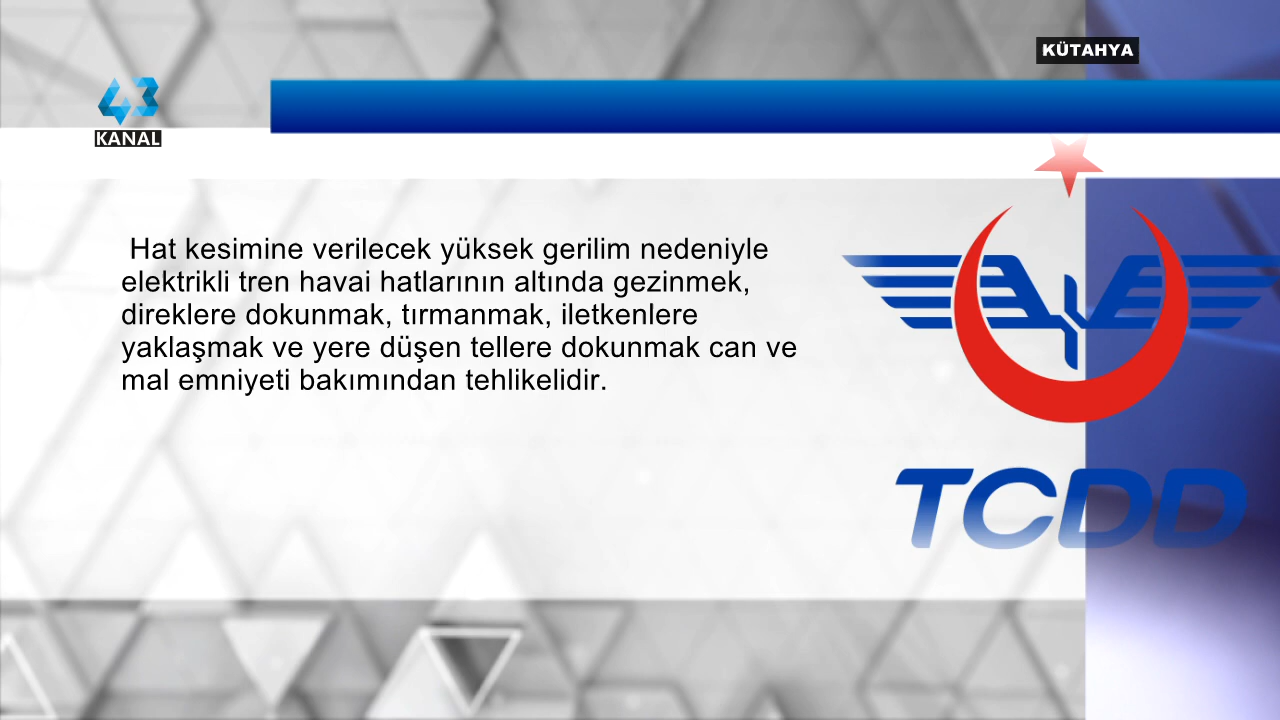 KÜTAHYA
43
KANAL
Hat kesimine verilecek yüksek gerilim nedeniyle
elektrikli tren havai hatlarının altında gezinmek,
direklere dokunmak, tırmanmak, iletkenlere
yaklaşmak ve yere düşen tellere dokunmak can ve
mal emniyeti bakımından tehlikelidir.
TCDD